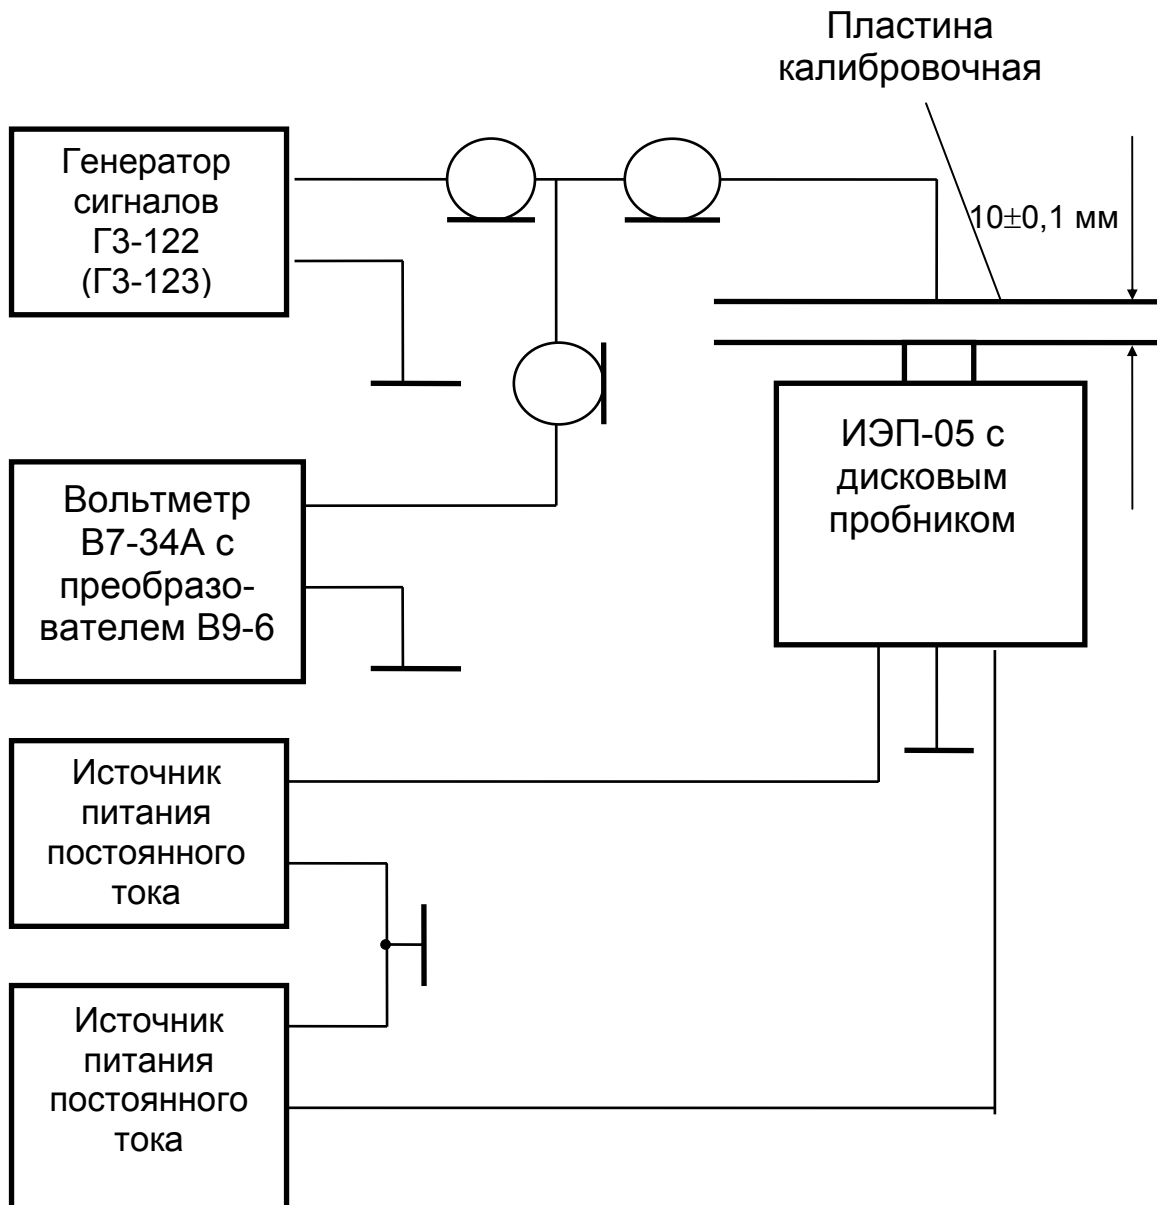 Пластина
калибровочная
Генератор
сигналов
Г3-122
(Г3-123)
10±0,1 мм
ИЭП-05 с
дисковым
пробником
Вольтметр
В7-34А с
преобразо-
вателем В9-6
Источник
питания
постоянного
тока
Источник
питания
постоянного
тока